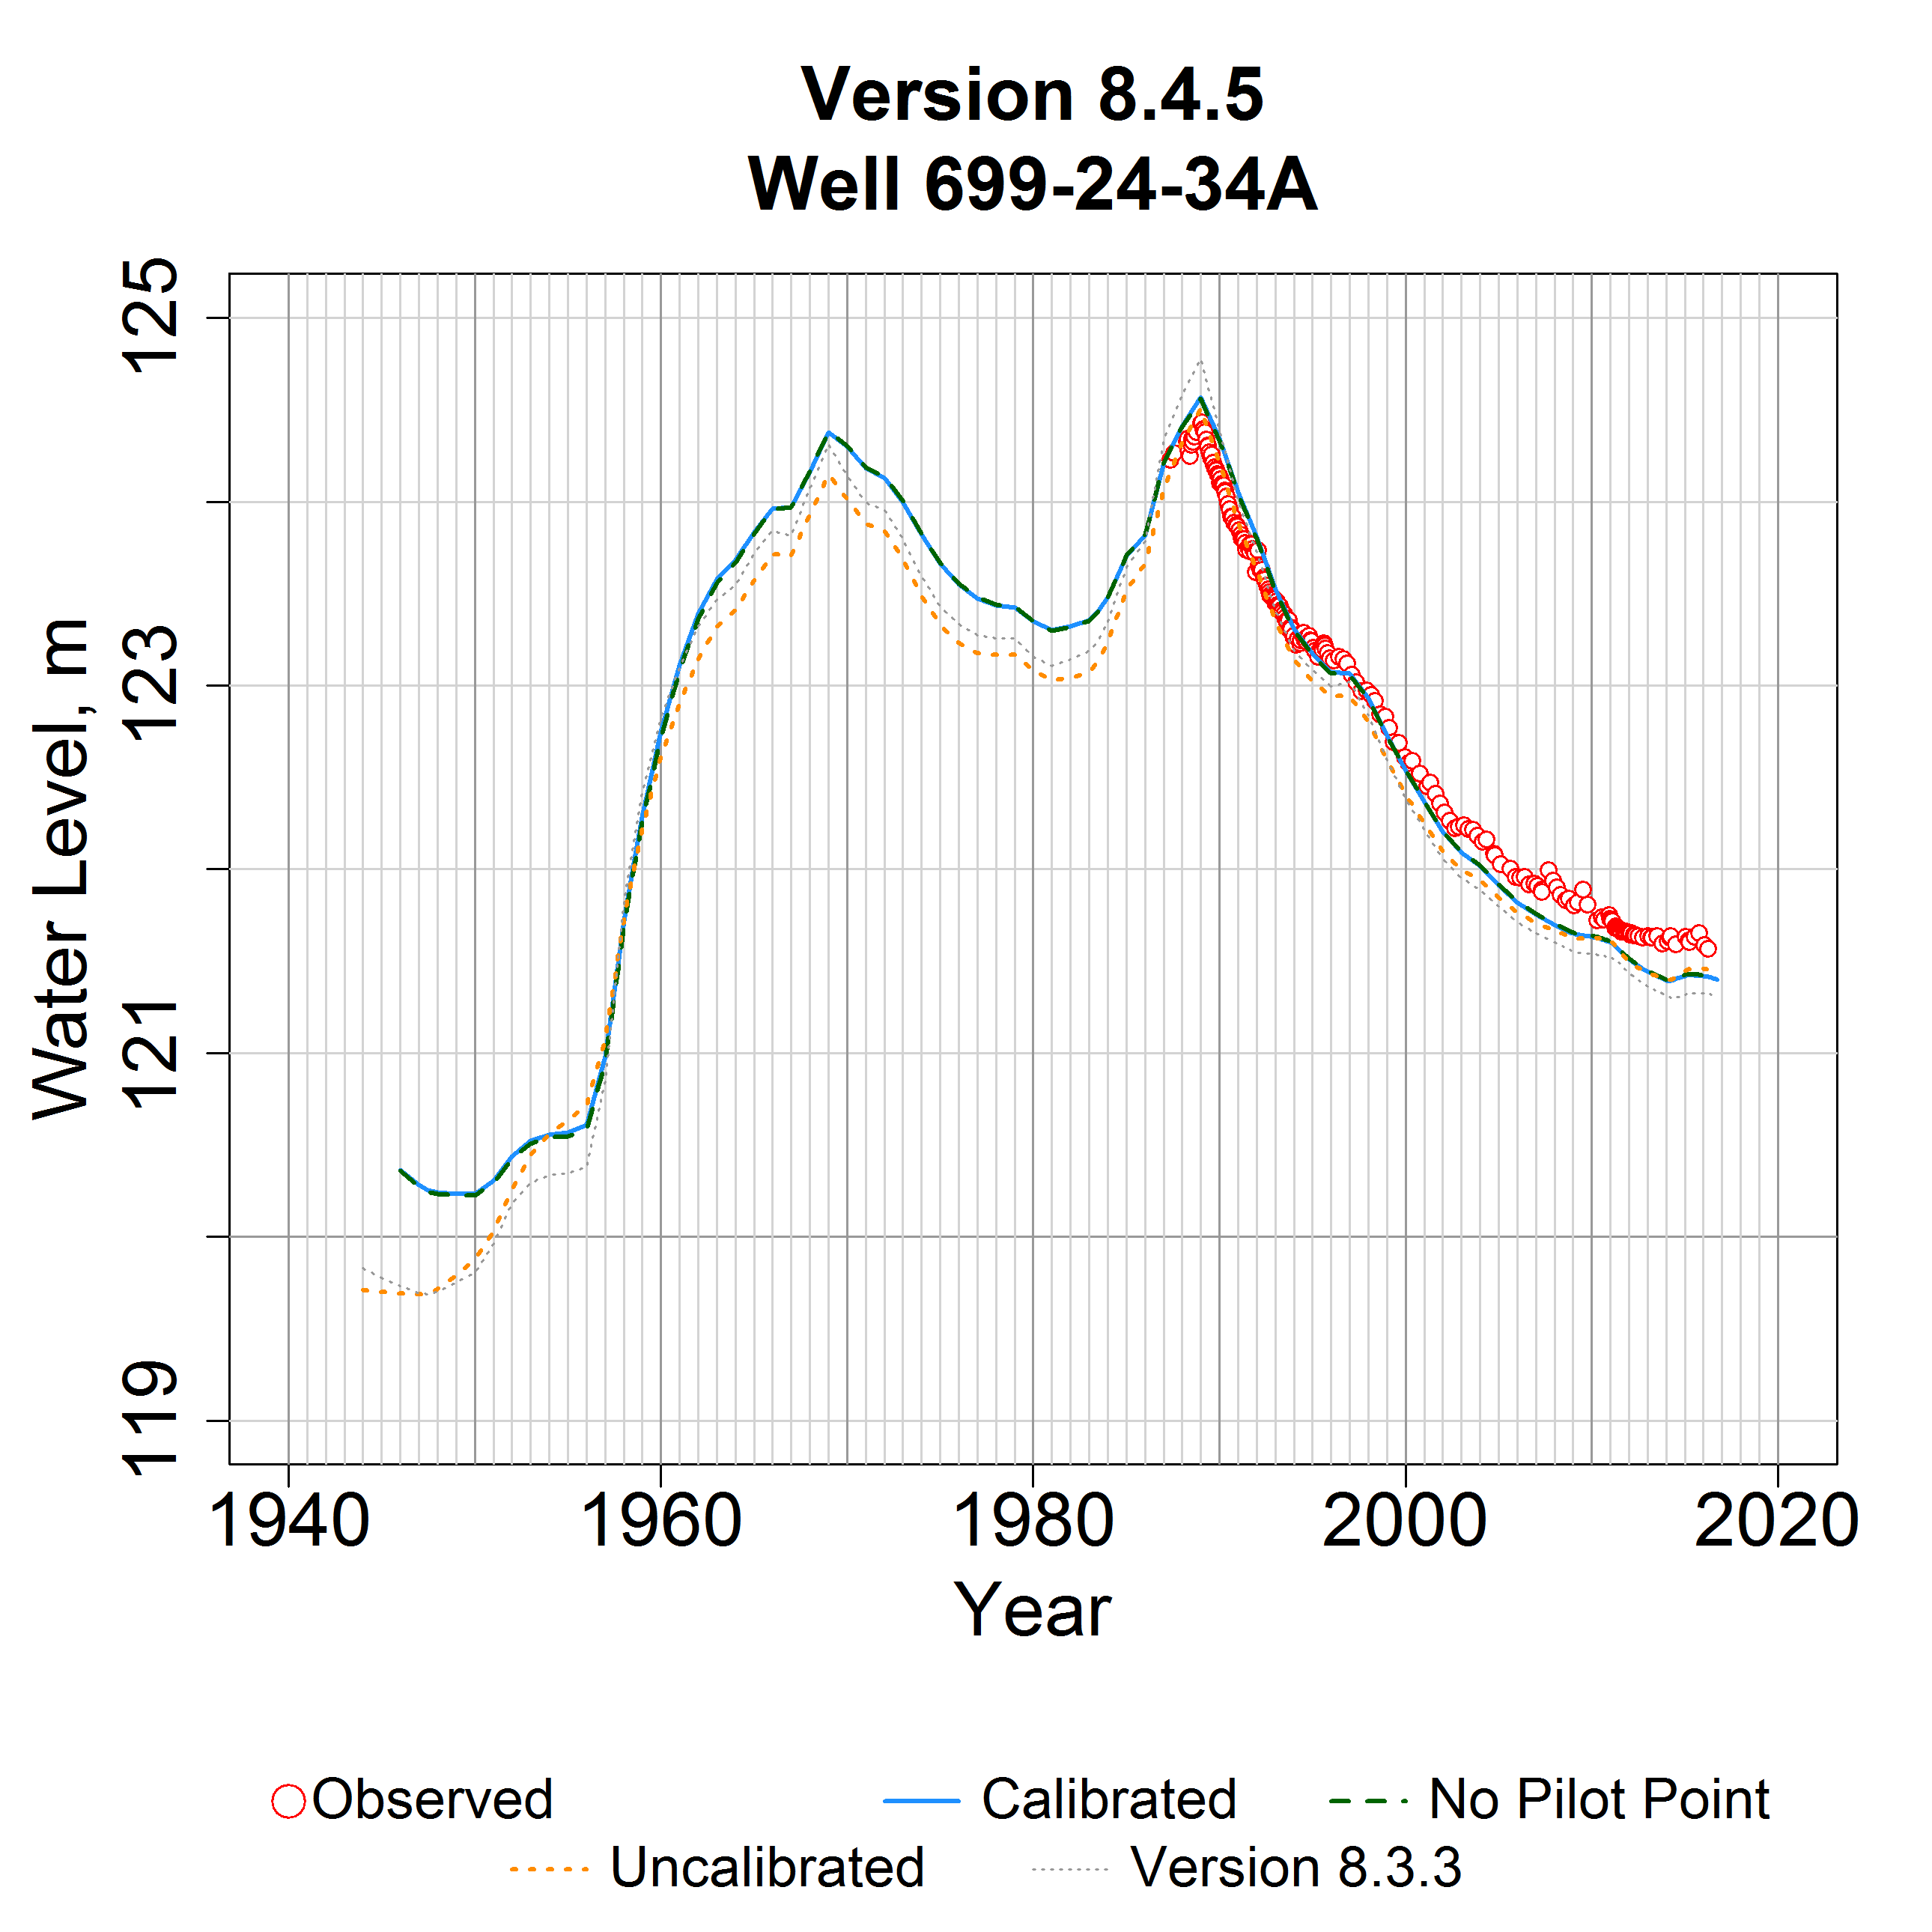 Version 8.4.5
Well 699-24-34A
Water Level, m
125
123
121
119
1940 1960 1980 2000 2020
Year
Observed Calibrated No Pilot Point
Uncalibrated Version 8.3.3